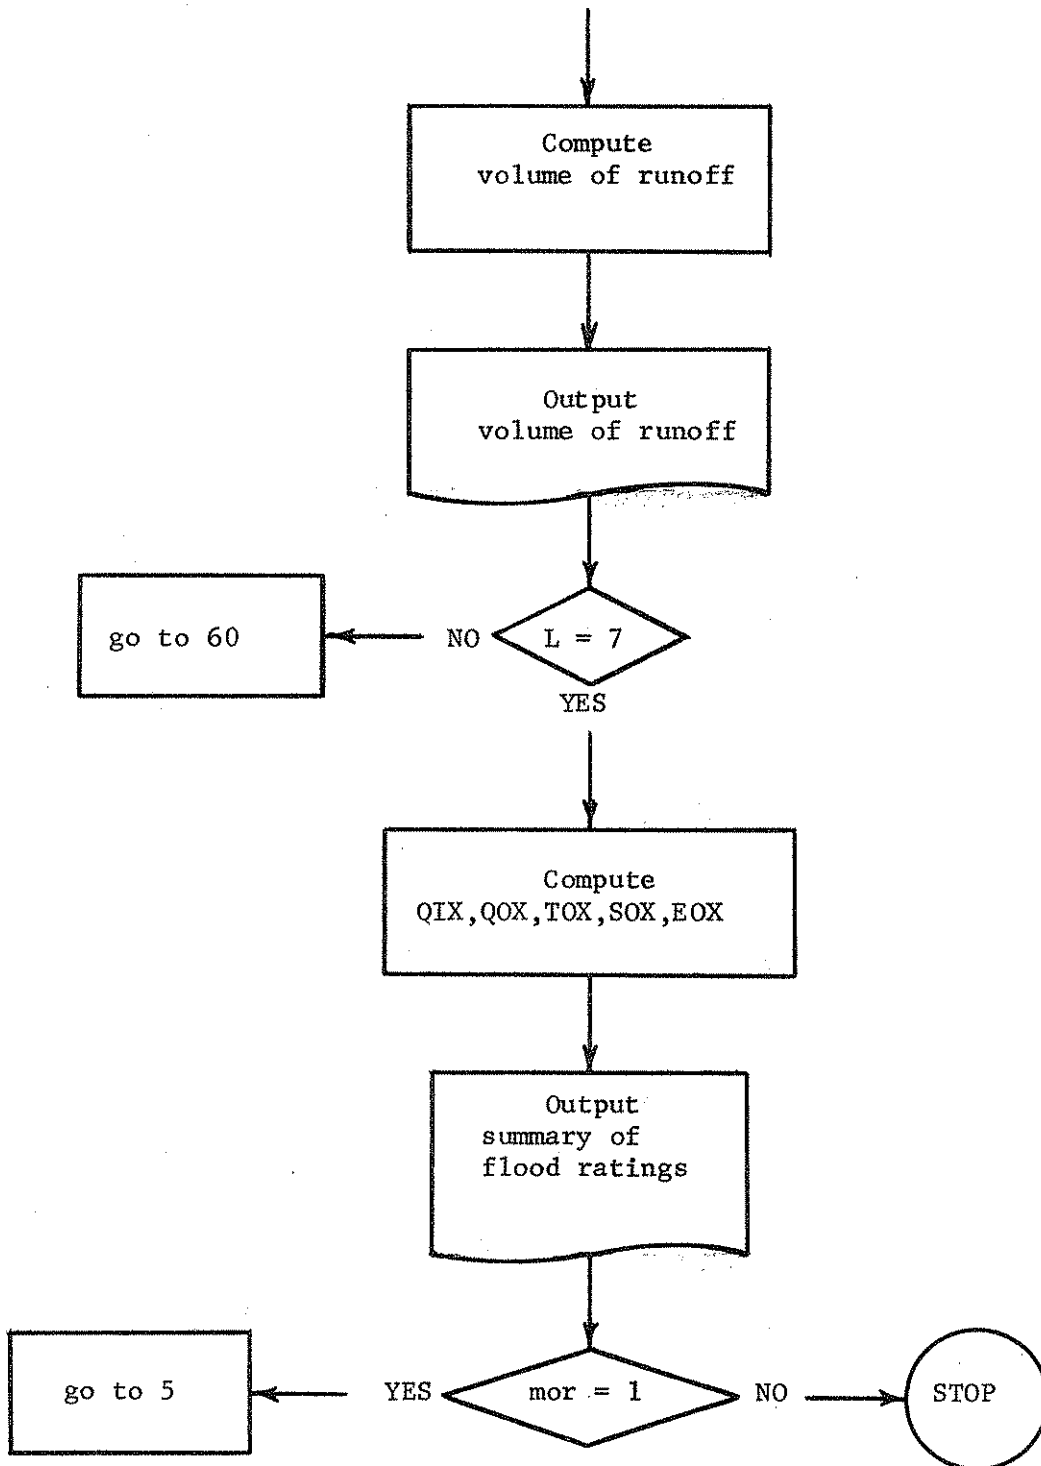 Compute
volume of runoff
Output
volume of runoff
go to 60
NO
L = 7
YES
Compute
QIX,QOX,TOX,SOX,EOX
Output
summary of
flood ratings
go to 5
YES
mor = 1
NO
STOP